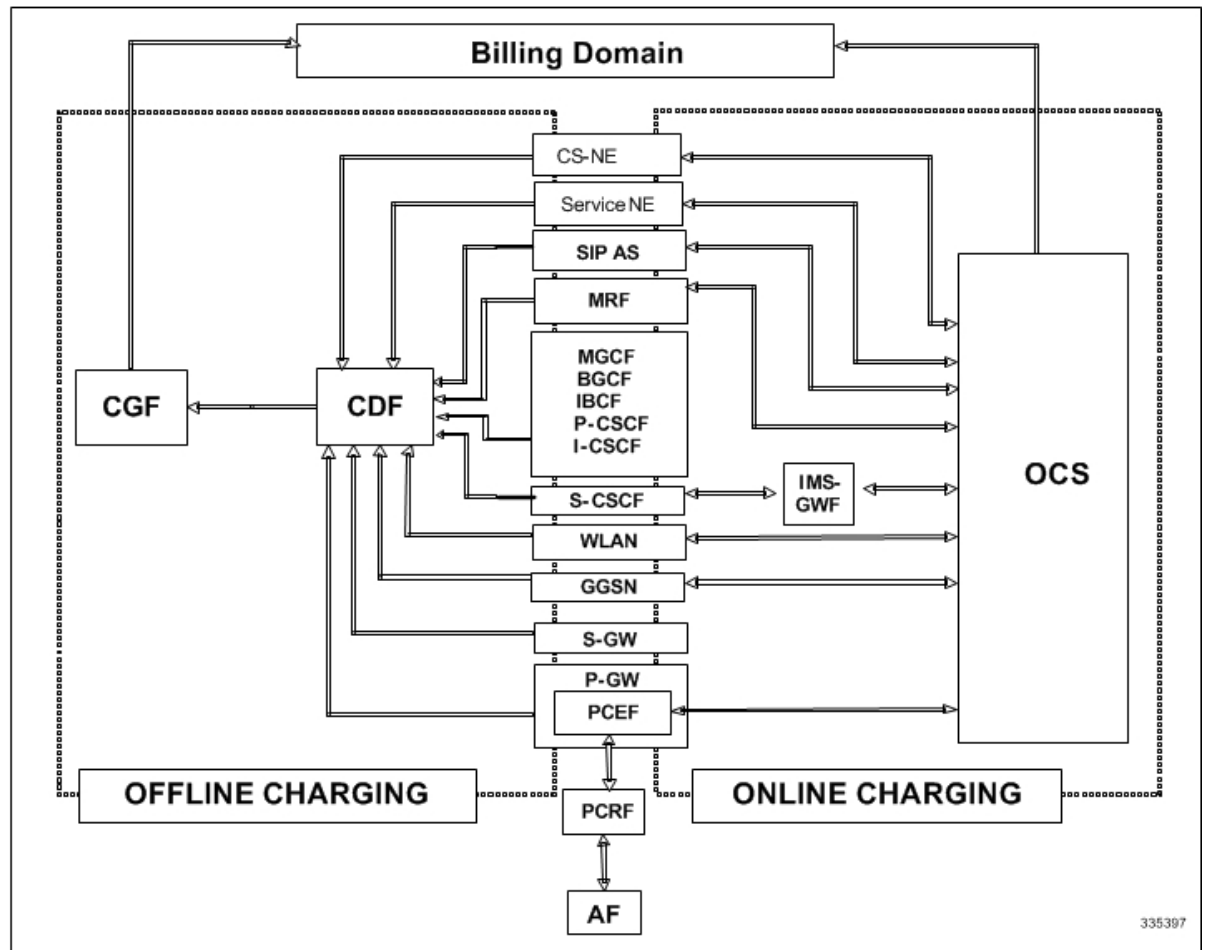 Billing Domain
CS-NE
Service NE
SIP AS
MRF
MGCF
BGCF
IBCF
P-CSCF
I-CSCF
CGF
CDF
OCS
S-CSCF
IMS-
GWF
WLAN
GGSN
S-GW
P-GW
PCEF
OFFLINE CHARGING
ONLINE CHARGING
PCRF
AF
335397